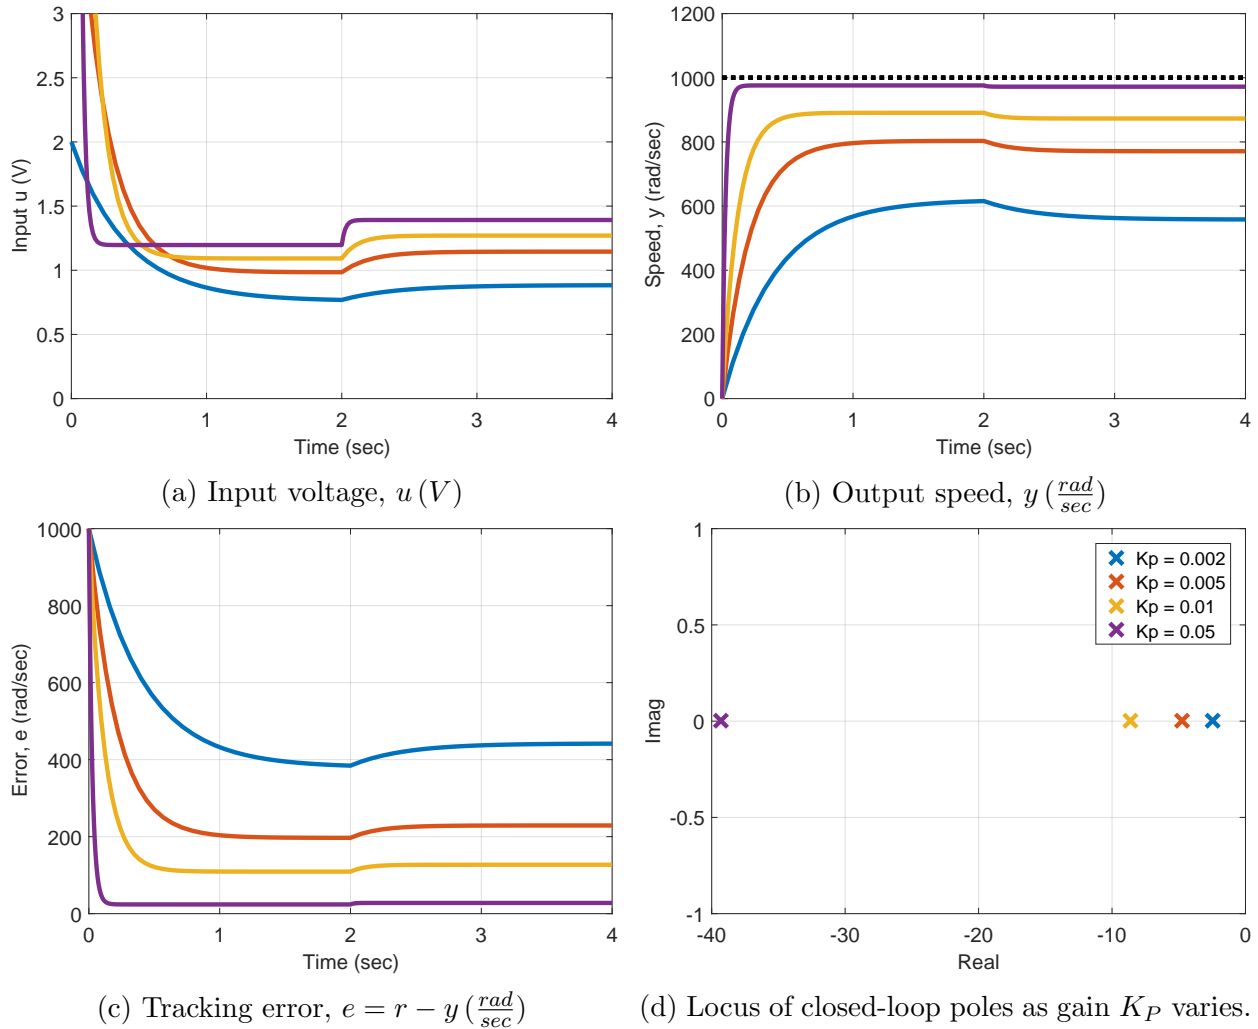 3
2.5
2
1.5
1
0.5
0
0 1 2 3 4
Input u (V)
Time (sec)
(a) Input voltage, u (V)
1200
1000
800
600
400
200
0
0 1 2 3 4
Speed, y (rad/sec)
Time (sec)
(b) Output speed, y (rad/sec)
1000
800
600
400
200
0
0 1 2 3 4
Error, e (rad/sec)
Time (sec)
(c) Tracking error, e = r − y (rad/sec)
1
0.5
0
-0.5
-1
-40 -30 -20 -10 0
Imag
Real
Kp = 0.002
Kp = 0.005
Kp = 0.01
Kp = 0.05
(d) Locus of closed-loop poles as gain K_P varies.